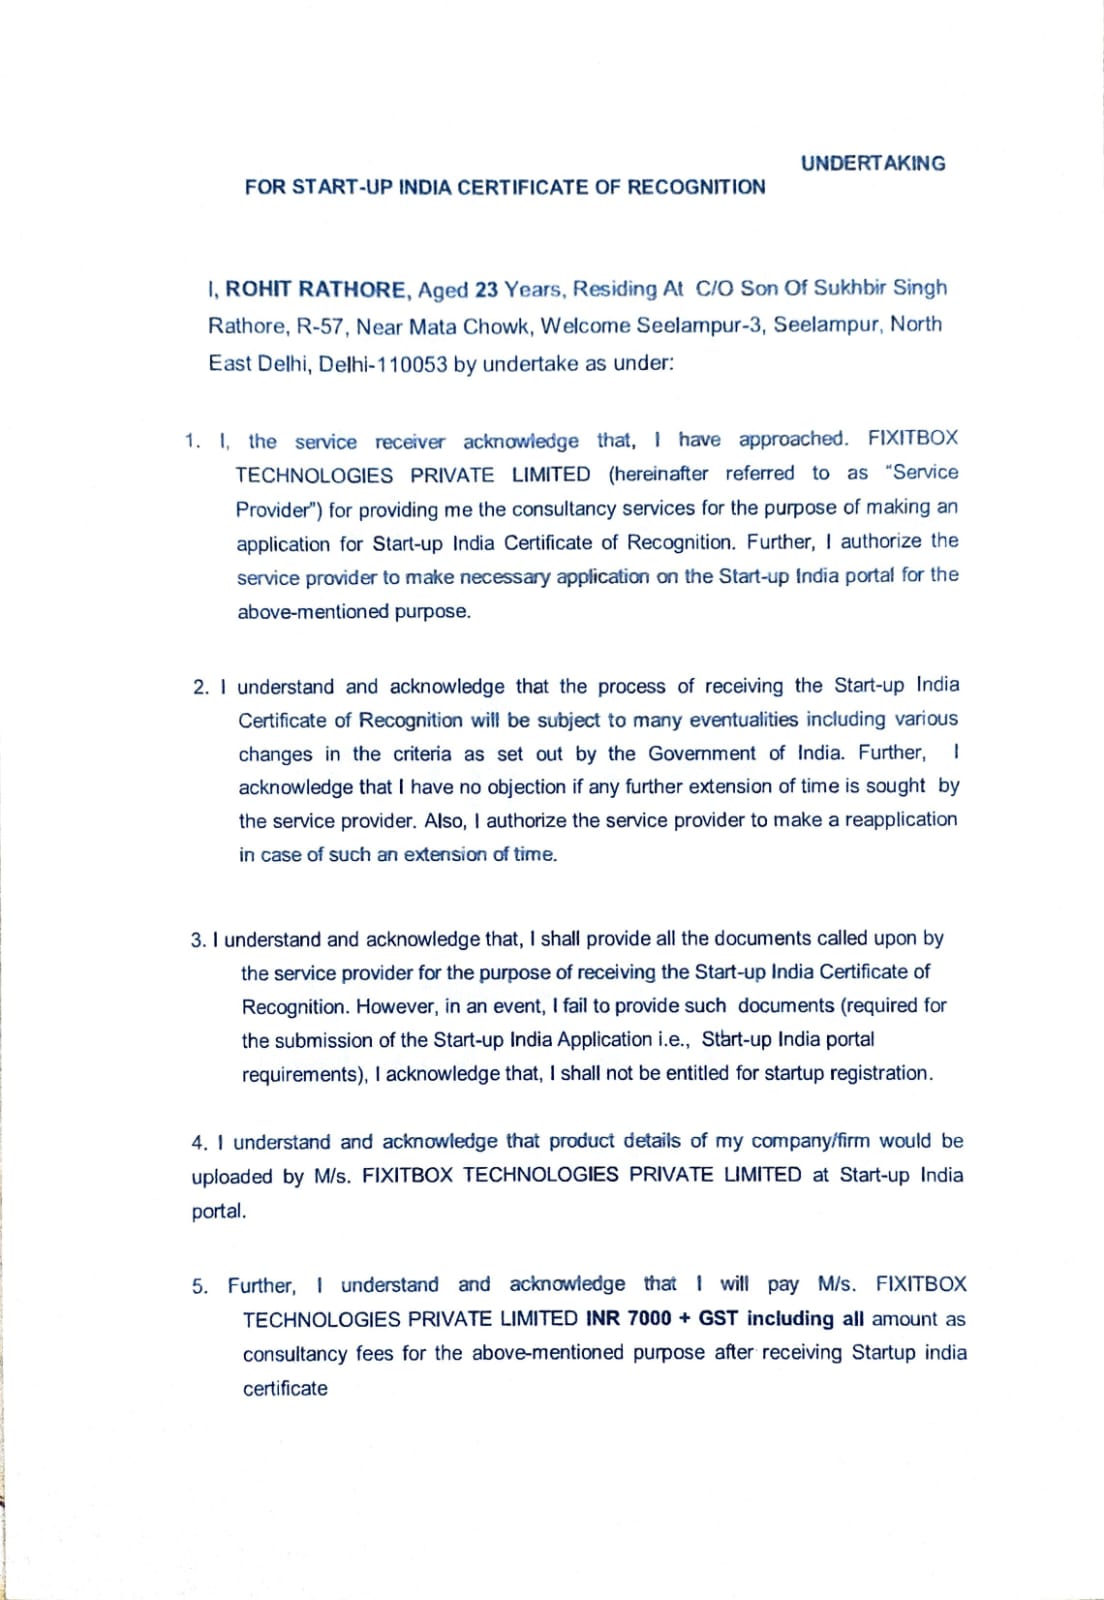 UNDERTAKING
FOR START-UP INDIA CERTIFICATE OF RECOGNITION
I, ROHIT RATHORE, Aged 23 Years, Residing At C/O Son Of Sukhbir Singh
Rathore, R-57, Near Mata Chowk, Welcome Seelampur-3, Seelampur, North
East Delhi, Delhi-110053 by undertake as under:
1. I, the service receiver acknowledge that, I have approached. FIXITBOX
TECHNOLOGIES PRIVATE LIMITED (hereinafter referred to as "Service
Provider") for providing me the consultancy services for the purpose of making an
application for Start-up India Certificate of Recognition. Further, I authorize the
service provider to make necessary application on the Start-up India portal for the
above-mentioned purpose.
2. I understand and acknowledge that the process of receiving the Start-up India
Certificate of Recognition will be subject to many eventualities including various
changes in the criteria as set out by the Government of India. Further, I
acknowledge that I have no objection if any further extension of time is sought by
the service provider. Also, I authorize the service provider to make a reapplication
in case of such an extension of time.
3. I understand and acknowledge that, I shall provide all the documents called upon by
the service provider for the purpose of receiving the Start-up India Certificate of
Recognition. However, in an event, I fail to provide such documents (required for
the submission of the Start-up India Application i.e., Start-up India portal
requirements), I acknowledge that, I shall not be entitled for startup registration.
4. I understand and acknowledge that product details of my company/firm would be
uploaded by M/s. FIXITBOX TECHNOLOGIES PRIVATE LIMITED at Start-up India
portal.
5. Further, I understand and acknowledge that I will pay M/s. FIXITBOX
TECHNOLOGIES PRIVATE LIMITED INR 7000 + GST including all amount as
consultancy fees for the above-mentioned purpose after receiving Startup india
certificate